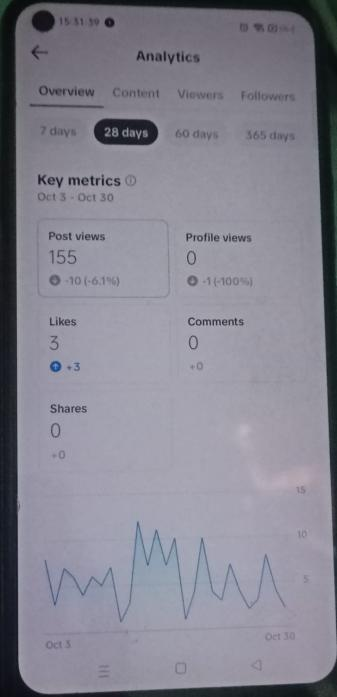 15:31:39
Analytics
Overview Content Viewers Followers
7 days 28 days 60 days 365 days
Key metrics
Oct 3 - Oct 30
Post views Profile views
155 0
-10 (-6.1%) -1 (-100%)
Likes Comments
3 0
+3 +0
Shares
0
+0
15
10
5
Oct 3 Oct 30